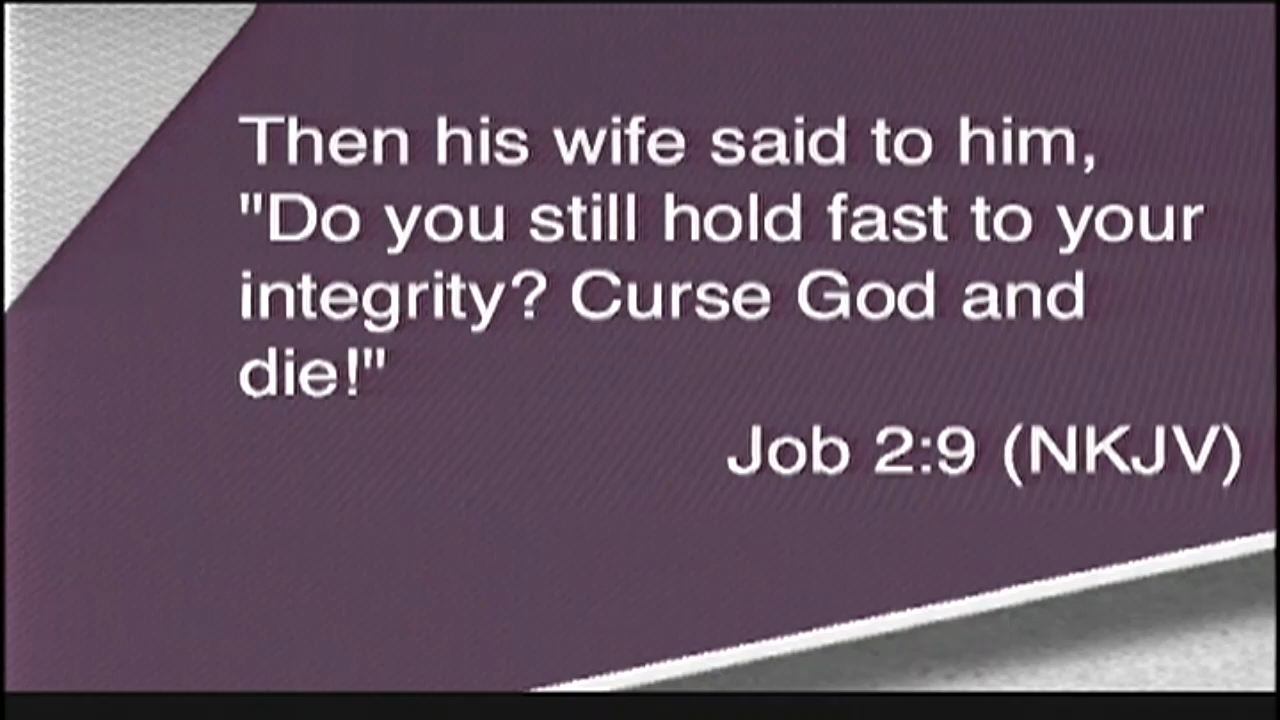 Then his wife said to him,
"Do you still hold fast to your
integrity? Curse God and
die!"
Job 2:9 (NKJV)